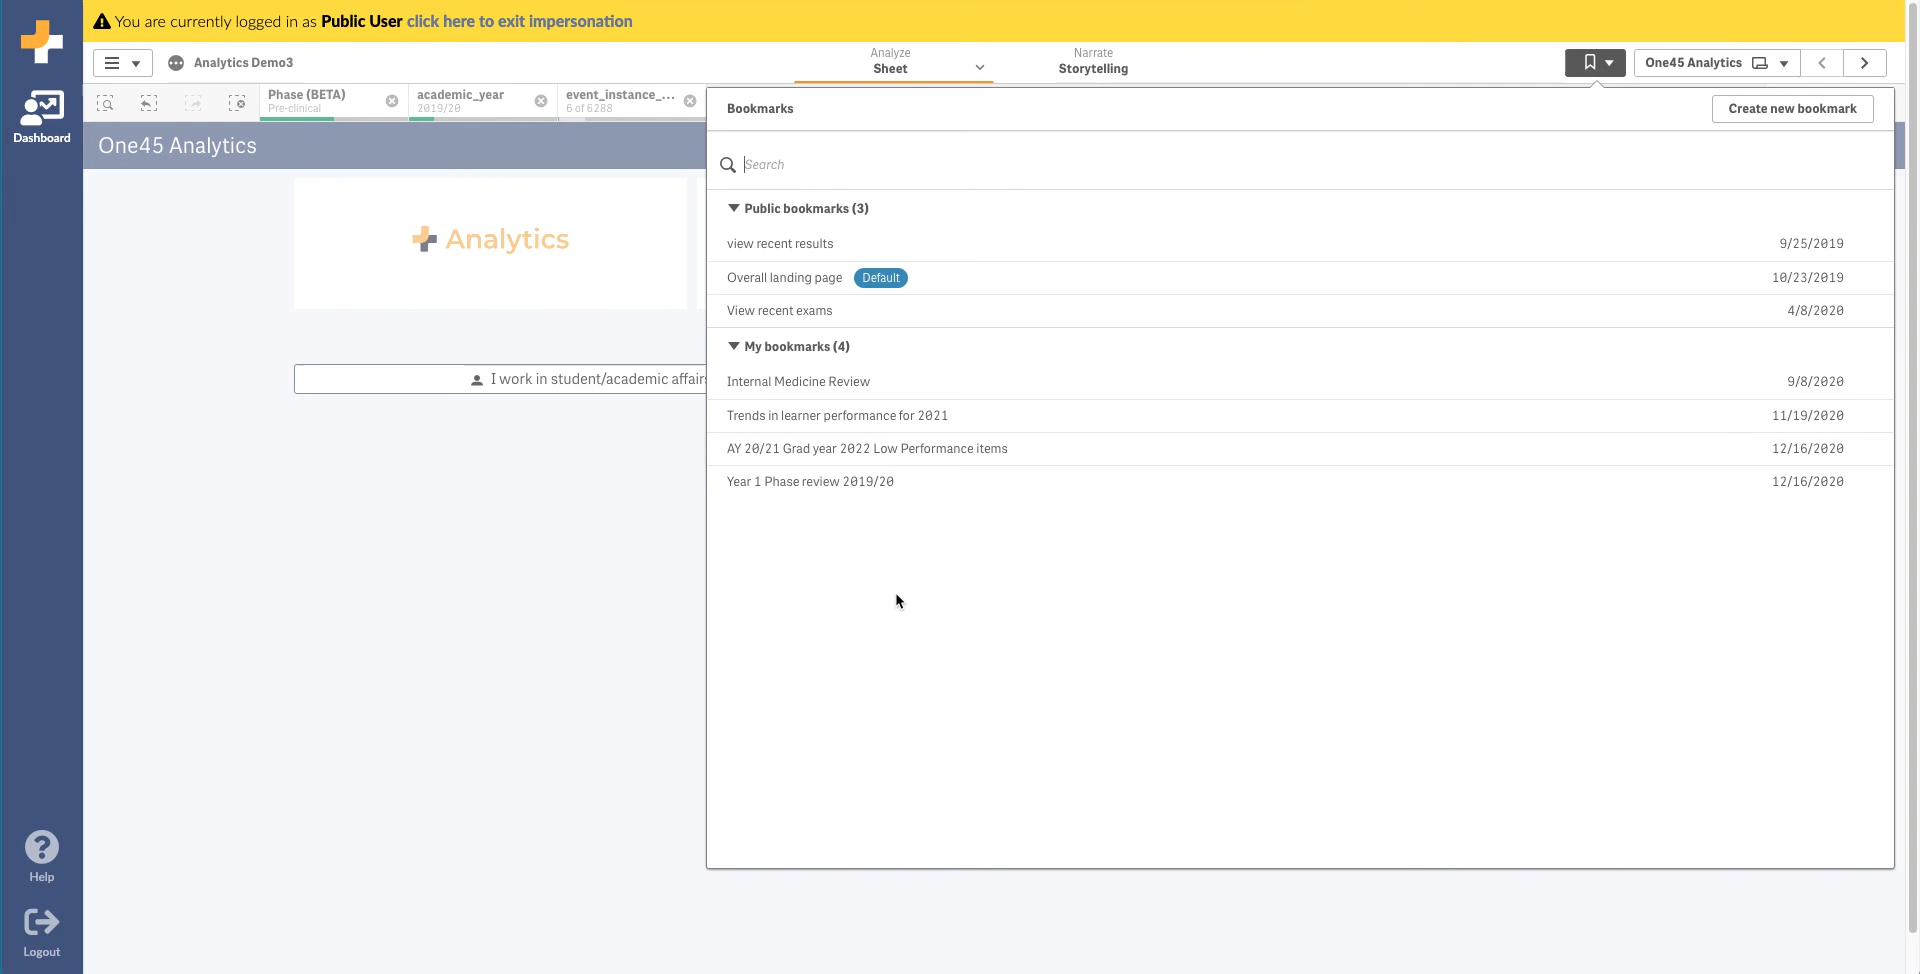 You are currently logged in as Public User click here to exit impersonation
Analytics Demo3
Analyze
Sheet
Narrate
Storytelling
One45 Analytics
Dashboard
Phase (BETA)
Pre-clinical
academic_year
2019/20
event_instance_...
6 of 6288
One45 Analytics
Analytics
I work in student/academic affairs
Bookmarks
Create new bookmark
Search
Public bookmarks (3)
view recent results 9/25/2019
Overall landing page Default 10/23/2019
View recent exams 4/8/2020
My bookmarks (4)
Internal Medicine Review 9/8/2020
Trends in learner performance for 2021 11/19/2020
AY 20/21 Grad year 2022 Low Performance items 12/16/2020
Year 1 Phase review 2019/20 12/16/2020
Help
Logout